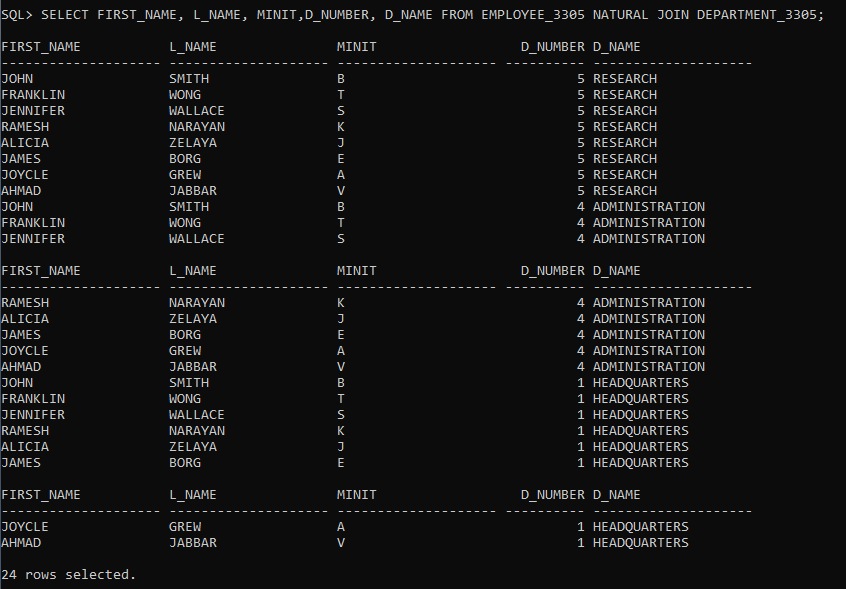 SQL> SELECT FIRST_NAME, L_NAME, MINIT,D_NUMBER, D_NAME FROM EMPLOYEE_3305 NATURAL JOIN DEPARTMENT_3305;
FIRST_NAME           L_NAME               MINIT                  D_NUMBER D_NAME
-------------------- -------------------- -------------------- ---------- --------------------
JOHN                 SMITH                B                             5 RESEARCH
FRANKLIN             WONG                 T                             5 RESEARCH
JENNIFER             WALLACE              S                             5 RESEARCH
RAMESH               NARAYAN              K                             5 RESEARCH
ALICIA               ZELAYA               J                             5 RESEARCH
JAMES                BORG                 E                             5 RESEARCH
JOYCLE               GREW                 A                             5 RESEARCH
AHMAD                JABBAR               V                             5 RESEARCH
JOHN                 SMITH                B                             4 ADMINISTRATION
FRANKLIN             WONG                 T                             4 ADMINISTRATION
JENNIFER             WALLACE              S                             4 ADMINISTRATION
FIRST_NAME           L_NAME               MINIT                  D_NUMBER D_NAME
-------------------- -------------------- -------------------- ---------- --------------------
RAMESH               NARAYAN              K                             4 ADMINISTRATION
ALICIA               ZELAYA               J                             4 ADMINISTRATION
JAMES                BORG                 E                             4 ADMINISTRATION
JOYCLE               GREW                 A                             4 ADMINISTRATION
AHMAD                JABBAR               V                             4 ADMINISTRATION
JOHN                 SMITH                B                             1 HEADQUARTERS
FRANKLIN             WONG                 T                             1 HEADQUARTERS
JENNIFER             WALLACE              S                             1 HEADQUARTERS
RAMESH               NARAYAN              K                             1 HEADQUARTERS
ALICIA               ZELAYA               J                             1 HEADQUARTERS
JAMES                BORG                 E                             1 HEADQUARTERS
FIRST_NAME           L_NAME               MINIT                  D_NUMBER D_NAME
-------------------- -------------------- -------------------- ---------- --------------------
JOYCLE               GREW                 A                             1 HEADQUARTERS
AHMAD                JABBAR               V                             1 HEADQUARTERS
24 rows selected.